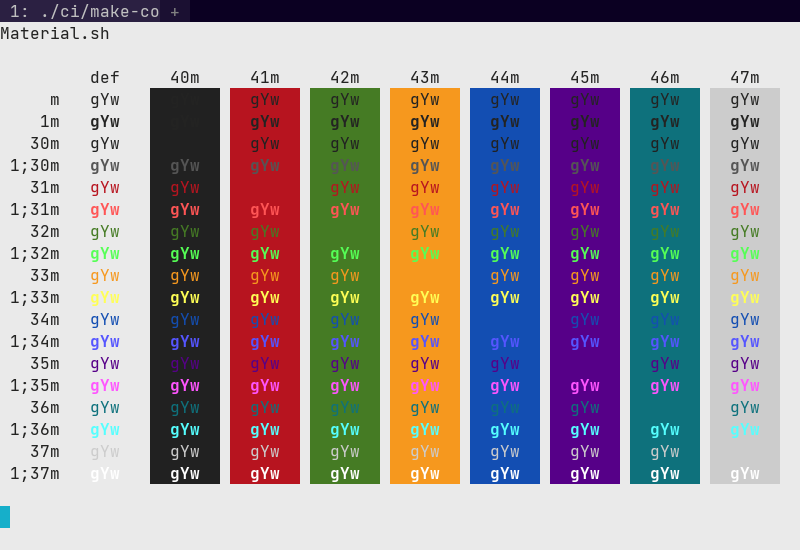 1: ./ci/make-co +
Material.sh
def 40m 41m 42m 43m 44m 45m 46m 47m
m gYw gYw gYw gYw gYw gYw gYw gYw
1m gYw gYw gYw gYw gYw gYw gYw gYw
30m gYw gYw gYw gYw gYw gYw gYw gYw
1;30m gYw gYw gYw gYw gYw gYw gYw gYw gYw
31m gYw gYw gYw gYw gYw gYw gYw gYw
1;31m gYw gYw gYw gYw gYw gYw gYw gYw gYw
32m gYw gYw gYw gYw gYw gYw gYw gYw
1;32m gYw gYw gYw gYw gYw gYw gYw gYw gYw
33m gYw gYw gYw gYw gYw gYw gYw gYw
1;33m gYw gYw gYw gYw gYw gYw gYw gYw gYw
34m gYw gYw gYw gYw gYw gYw gYw gYw
1;34m gYw gYw gYw gYw gYw gYw gYw gYw gYw
35m gYw gYw gYw gYw gYw gYw gYw gYw
1;35m gYw gYw gYw gYw gYw gYw gYw gYw gYw
36m gYw gYw gYw gYw gYw gYw gYw gYw
1;36m gYw gYw gYw gYw gYw gYw gYw gYw gYw
37m gYw gYw gYw gYw gYw gYw gYw gYw
1;37m gYw gYw gYw gYw gYw gYw gYw gYw gYw